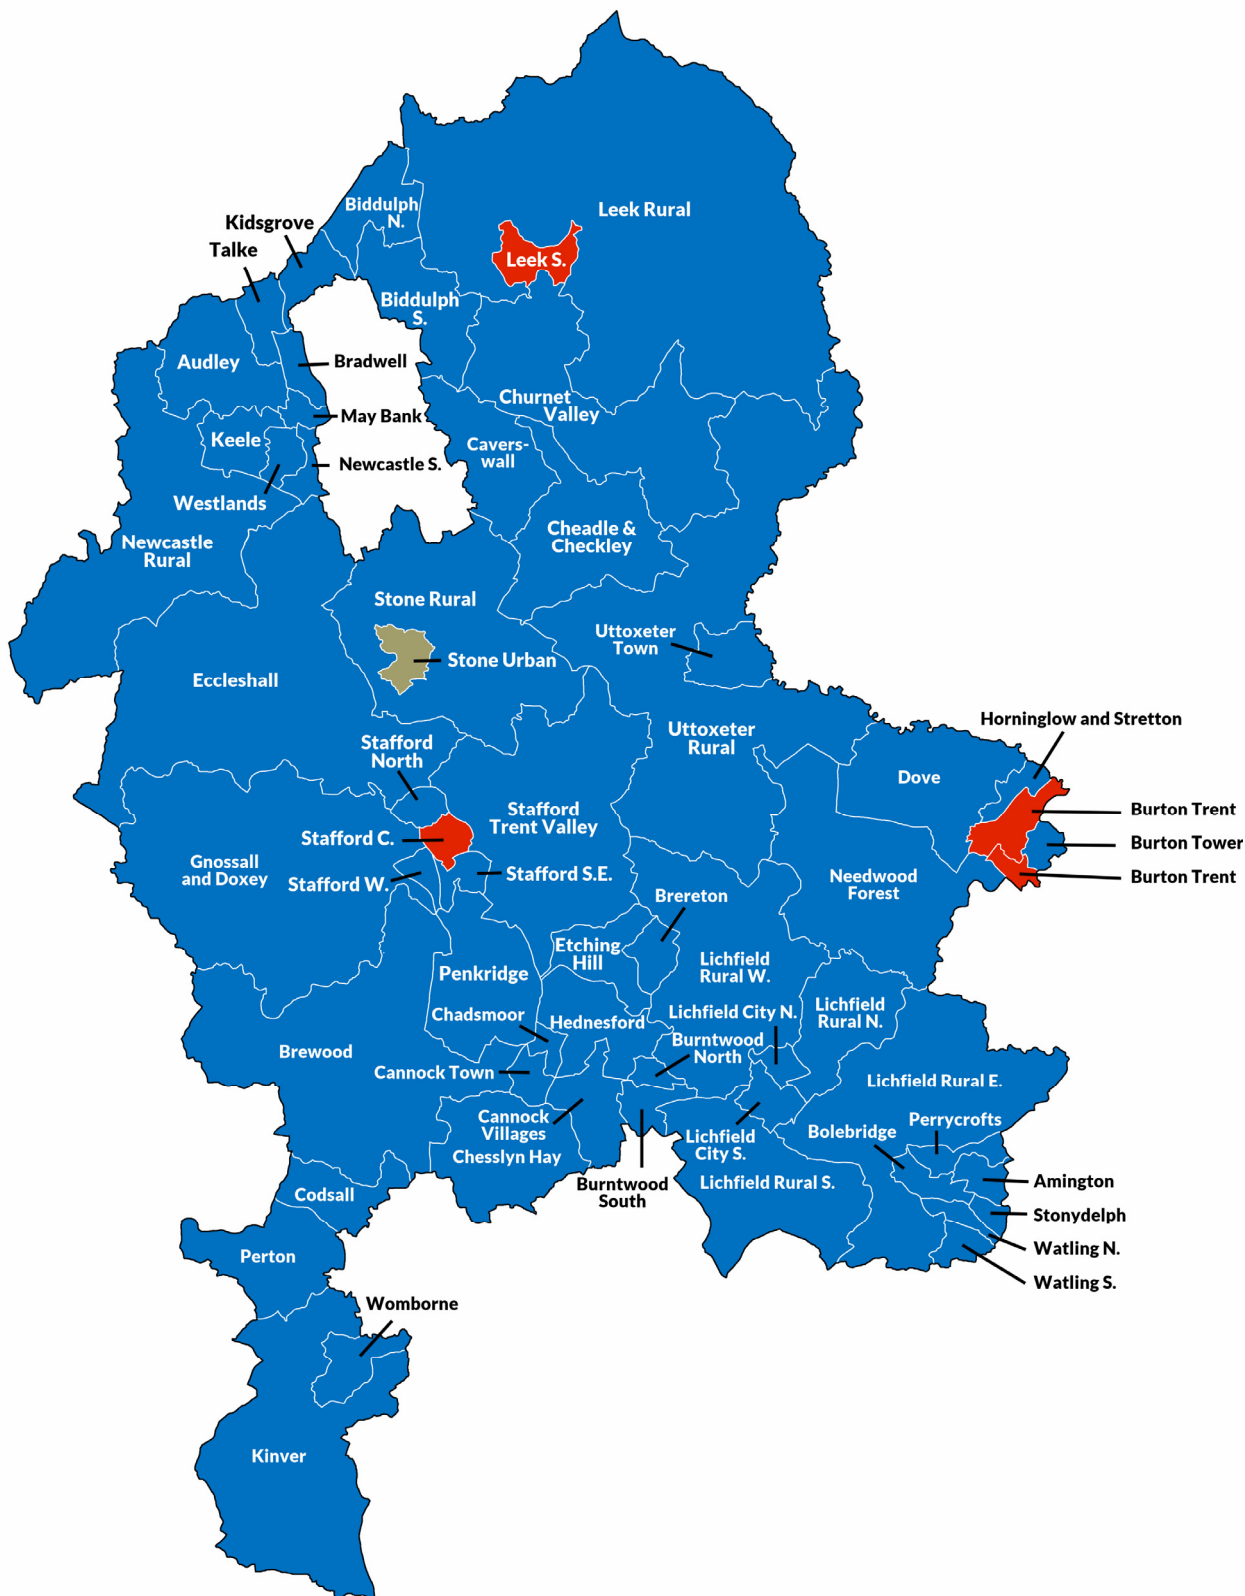 Biddulph
N.
Leek Rural
Kidsgrove
Talke
Leek S.
Biddulph
S.
Audley
Bradwell
Churnet
Valley
May Bank
Keele
Cavers-
wall
Newcastle S.
Westlands
Cheadle &
Checkley
Newcastle
Rural
Stone Rural
Uttoxeter
Town
Stone Urban
Eccleshall
Horninglow and Stretton
Uttoxeter
Rural
Stafford
North
Dove
Stafford
Trent Valley
Burton Trent
Stafford C.
Burton Tower
Gnossall
and Doxey
Stafford W.
Stafford S.E.
Needwood
Forest
Burton Trent
Brereton
Etching
Hill
Lichfield
Rural W.
Penkridge
Lichfield
Rural N.
Chadsmoor
Hednesford
Lichfield City N.
Burntwood
North
Brewood
Cannock Town
Lichfield Rural E.
Cannock
Villages
Perrycrofts
Bolebridge
Lichfield
City S.
Chesslyn Hay
Burntwood
South
Lichfield Rural S.
Amington
Codsall
Stonydelph
Perton
Watling N.
Watling S.
Womborne
Kinver